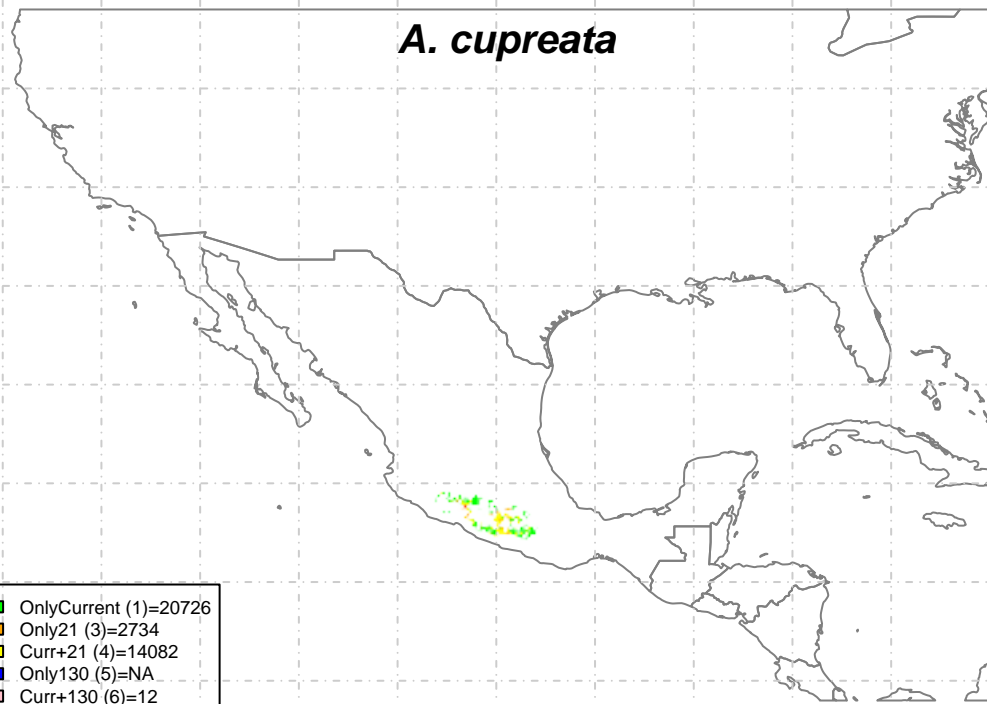 A. cupreata
OnlyCurrent (1)=20726
Only21 (3)=2734
Curr+21 (4)=14082
Only130 (5)=NA
Curr+130 (6)=12